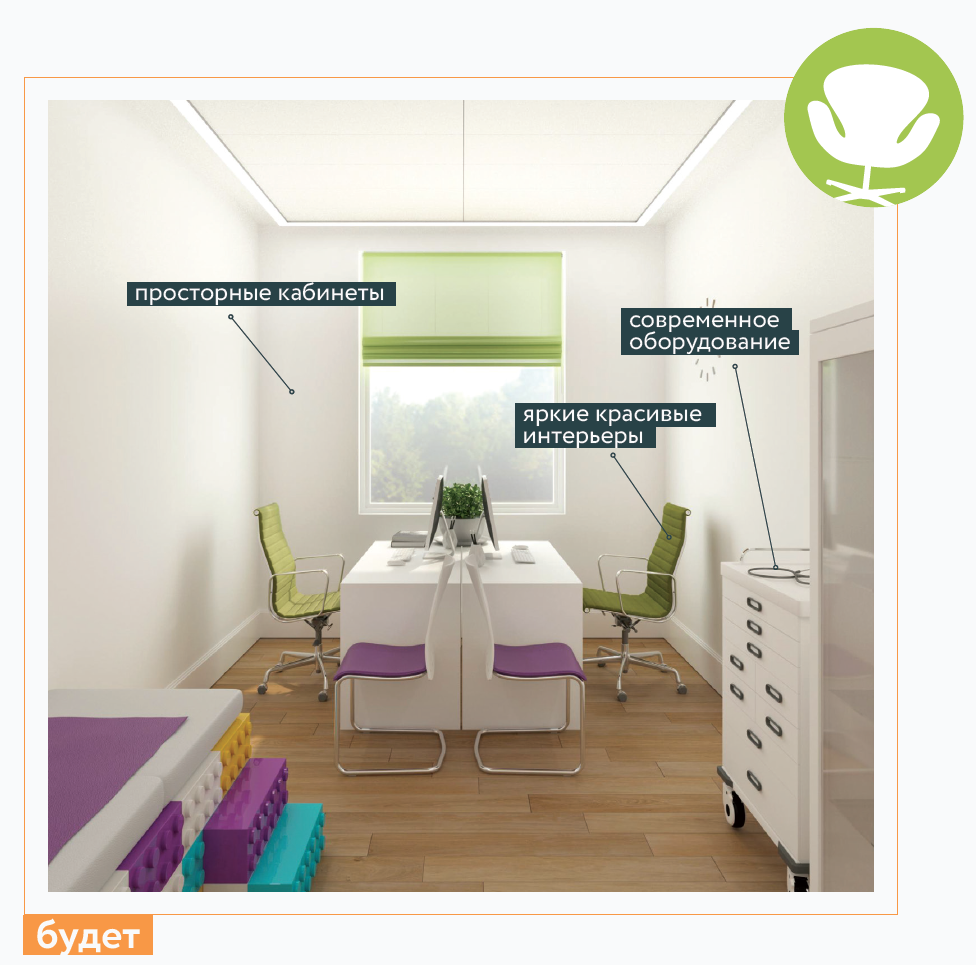 просторные кабинеты
современное
оборудование
яркие красивые
интерьеры
будет